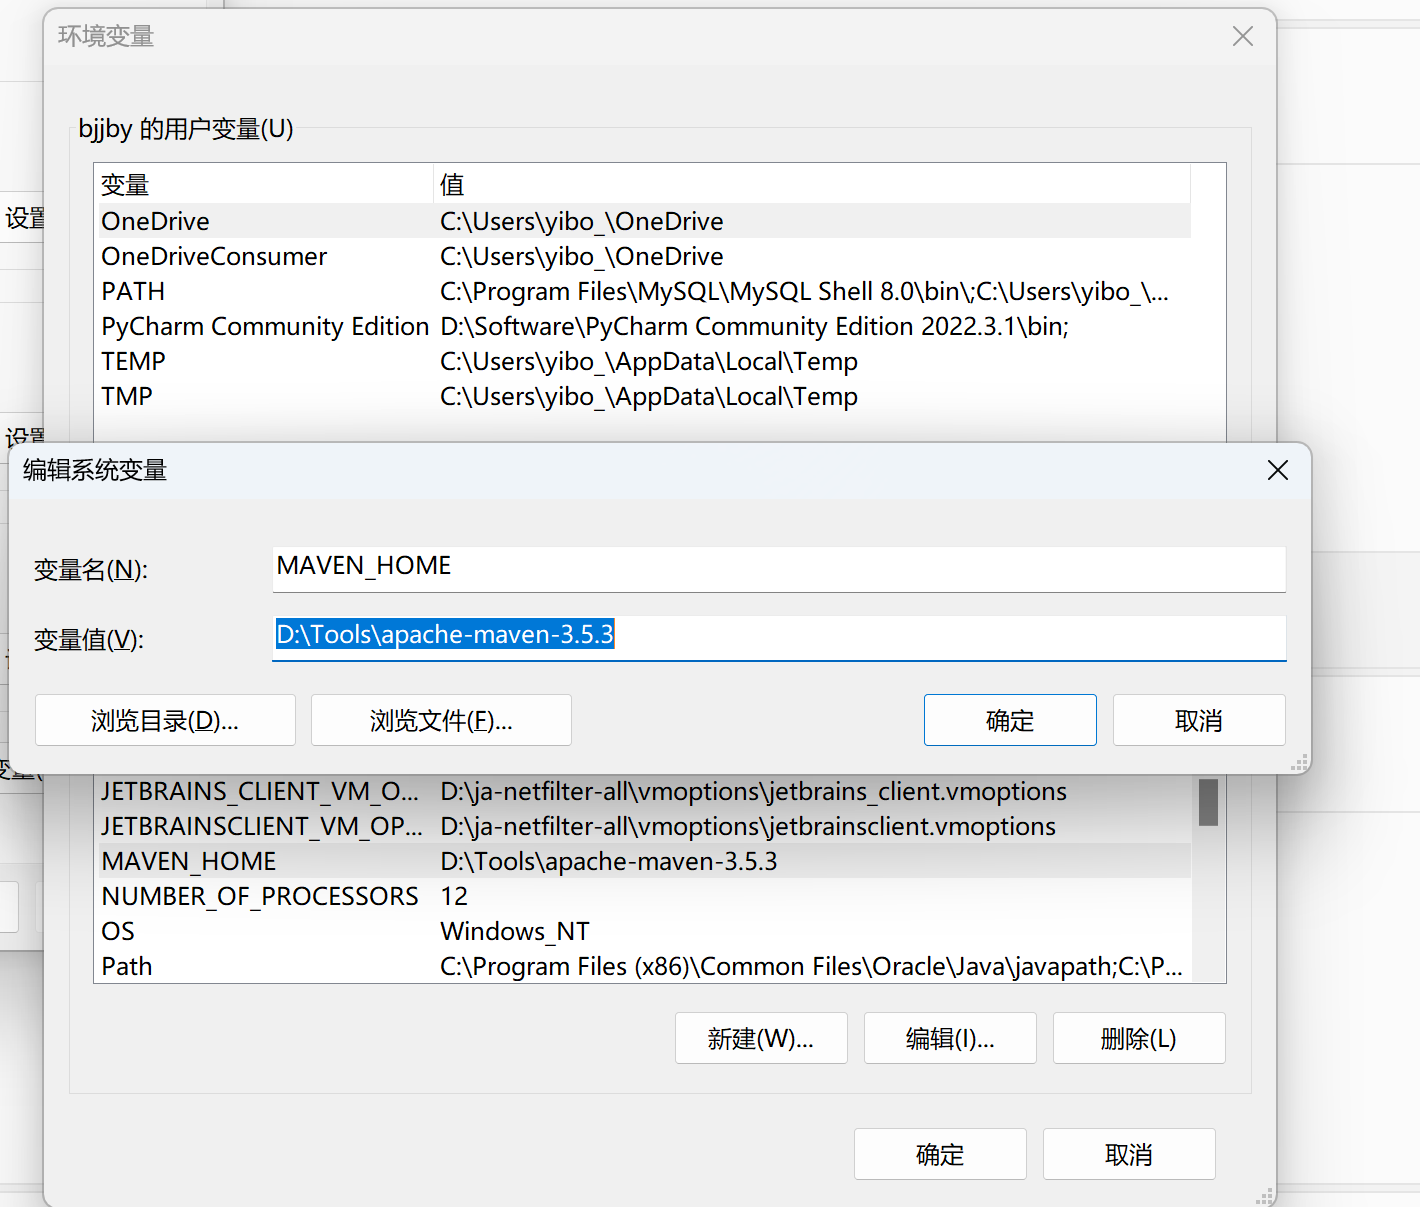 环境变量
bjjby 的用户变量(U)
变量 值
设置
OneDrive C:\Users\yibo_\OneDrive
OneDriveConsumer C:\Users\yibo_\OneDrive
PATH C:\Program Files\MySQL\MySQL Shell 8.0\bin\;C:\Users\yibo_\...
PyCharm Community Edition D:\Software\PyCharm Community Edition 2022.3.1\bin;
TEMP C:\Users\yibo_\AppData\Local\Temp
TMP C:\Users\yibo_\AppData\Local\Temp
设置
编辑系统变量
变量名(N): MAVEN_HOME
变量值(V): D:\Tools\apache-maven-3.5.3
浏览目录(D)... 浏览文件(F)... 确定 取消
JETBRAINS_CLIENT_VM_O... D:\ja-netfilter-all\vmoptions\jetbrains_client.vmoptions
JETBRAINSCLIENT_VM_OP... D:\ja-netfilter-all\vmoptions\jetbrainsclient.vmoptions
MAVEN_HOME D:\Tools\apache-maven-3.5.3
NUMBER_OF_PROCESSORS 12
OS Windows_NT
Path C:\Program Files (x86)\Common Files\Oracle\Java\javapath;C:\P...
新建(W)... 编辑(I)... 删除(L)
确定 取消